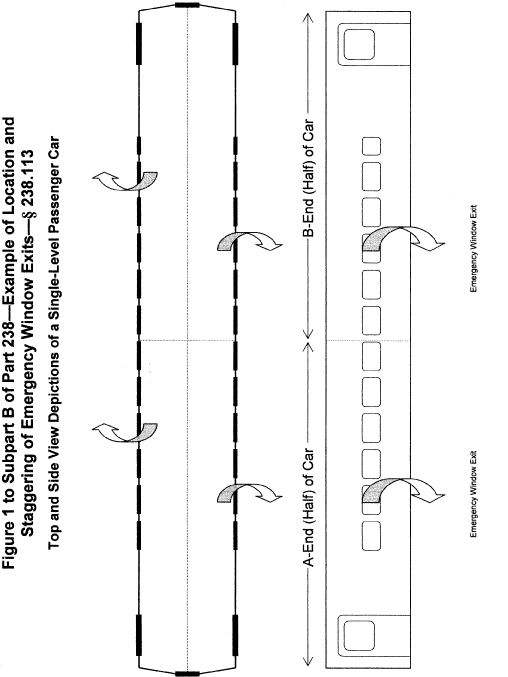 Figure 1 to Subpart B of Part 238—Example of Location and
Staggering of Emergency Window Exits—§ 238.113
Top and Side View Depictions of a Single-Level Passenger Car
A-End (Half) of Car
B-End (Half) of Car
Emergency Window Exit
Emergency Window Exit